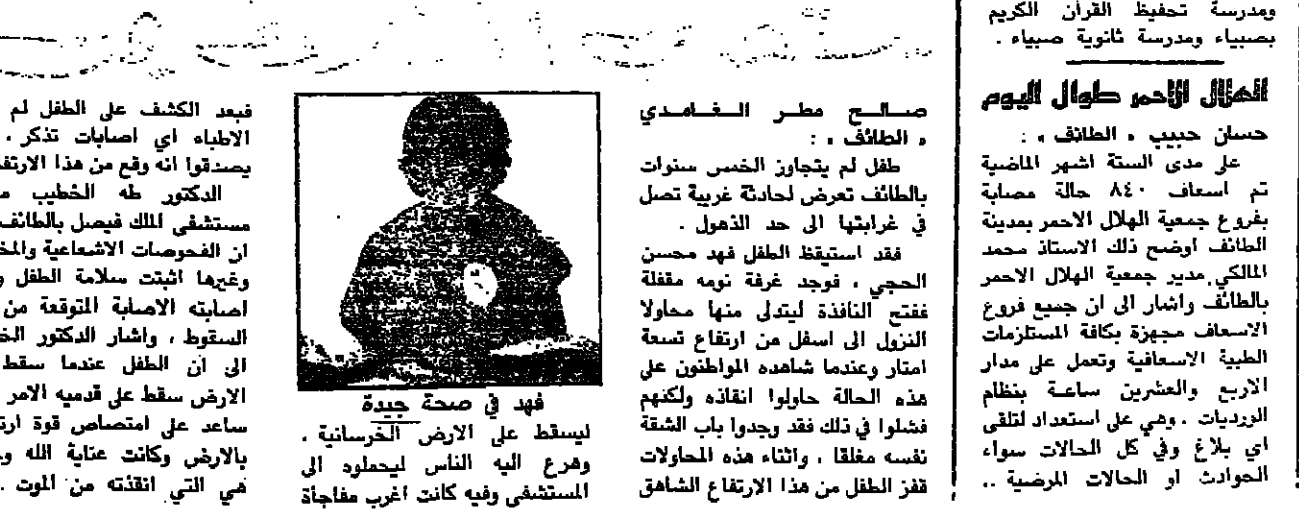 ومدرسة تحفيظ القرآن الكريم
بصبياء ومدرسة ثانوية صبياء .
الهلال الأحمر طوال اليوم
حسان حبيب « الطائف » :
على مدى الستة اشهر الماضية
تم اسعاف ٨٤٠ حالة مصابة
بفروع جمعية الهلال الاحمر بمدينة
الطائف اوضح ذلك الاستاذ محمد
المالكي مدير جمعية الهلال الاحمر
بالطائف واشار الى ان جميع فروع
الاسعاف مجهزة بكافة المستلزمات
الطبية الاسعافية وتعمل على مدار
الاربع والعشرين ساعة بنظام
الورديات . وهي على استعداد لتلقى
اي بلاغ وفي كل الحالات سواء
الحوادث او الحالات المرضية ..
صالح مطر الغامدي
« الطائف » :
طفل لم يتجاوز الخمس سنوات
بالطائف تعرض لحادثة غريبة تصل
في غرابتها الى حد الذهول .
فقد استيقظ الطفل فهد محسن
الحجي ، فوجد غرفة نومه مقفلة
ففتح النافذة ليتدلى منها محاولا
النزول الى اسفل من ارتفاع تسعة
امتار وعندما شاهده المواطنون على
هذه الحالة حاولوا انقاذه ولكنهم
فشلوا في ذلك فقد وجدوا باب الشقة
نفسه مغلقا ، واثناء هذه المحاولات
قفز الطفل من هذا الارتفاع الشاهق
فهد في صحة جيدة
ليسقط على الارض الخرسانية .
وهرع اليه الناس ليحملوه الى
المستشفى وفيه كانت اغرب مفاجأة
فبعد الكشف على الطفل لم
الاطباء اي اصابات تذكر .
يصدقوا انه وقع من هذا
الدكتور طه الخطيب
مستشفى الملك فيصل بالطائف
ان الفحوصات الاشعاعية
وغيرها اثبتت سلامة الطفل
اصابته الاصابة المتوقعة من
السقوط ، واشار الدكتور
الى ان الطفل عندما سقط
الارض سقط على قدميه الامر
ساعد على امتصاص قوة
بالارض وكانت عناية الله
هي التي انقذته من الموت .